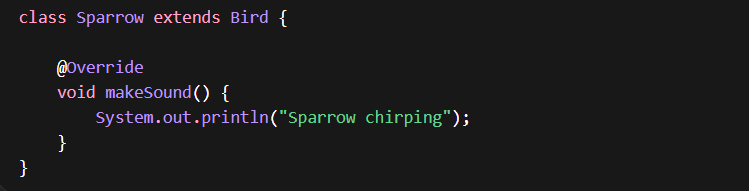 class Sparrow extends Bird {
@Override
void makeSound() {
System.out.println("Sparrow chirping");
}
}